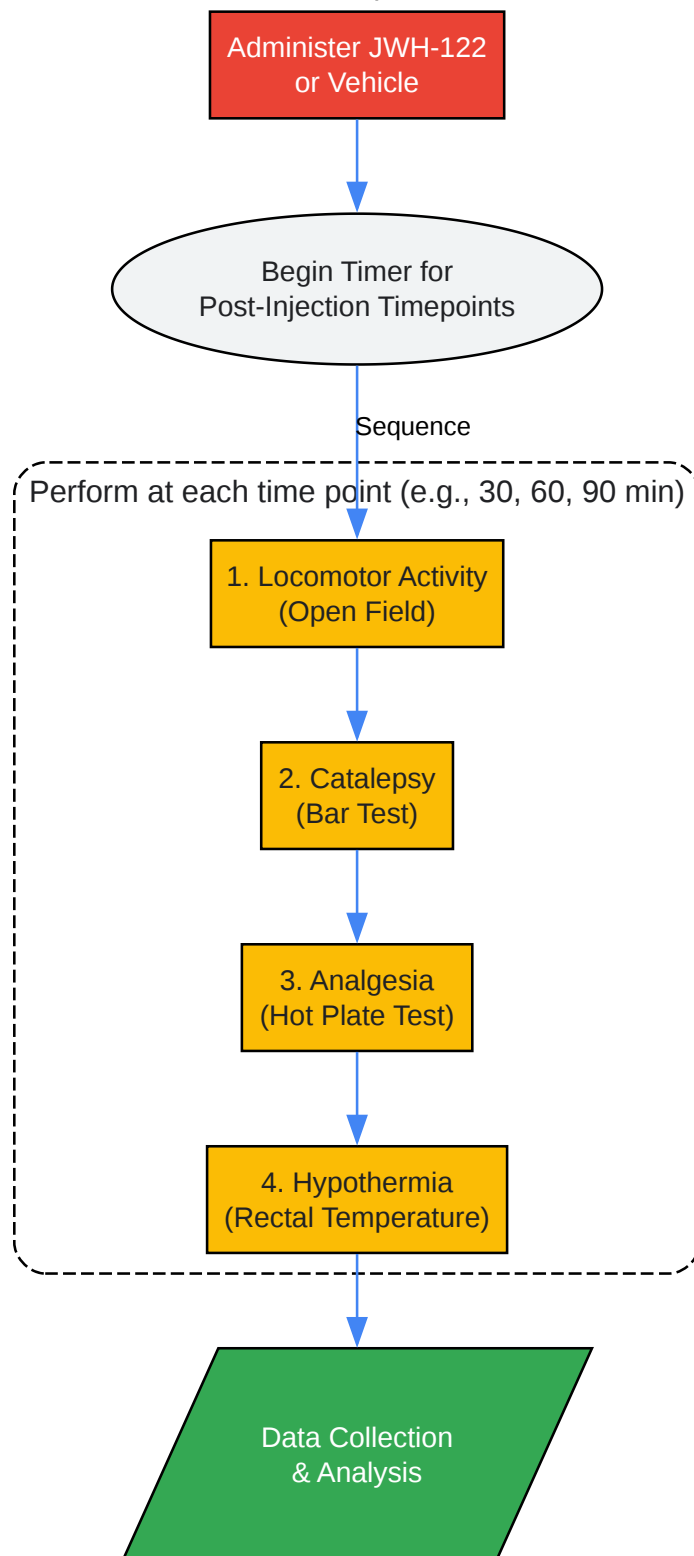 Administer JWH-122
or Vehicle
Begin Timer for
Post-Injection Timepoints
Sequence
Perform at each time point (e.g., 30, 60, 90 min)
1. Locomotor Activity
(Open Field)
2. Catalepsy
(Bar Test)
3. Analgesia
(Hot Plate Test)
4. Hypothermia
(Rectal Temperature)
Data Collection
& Analysis